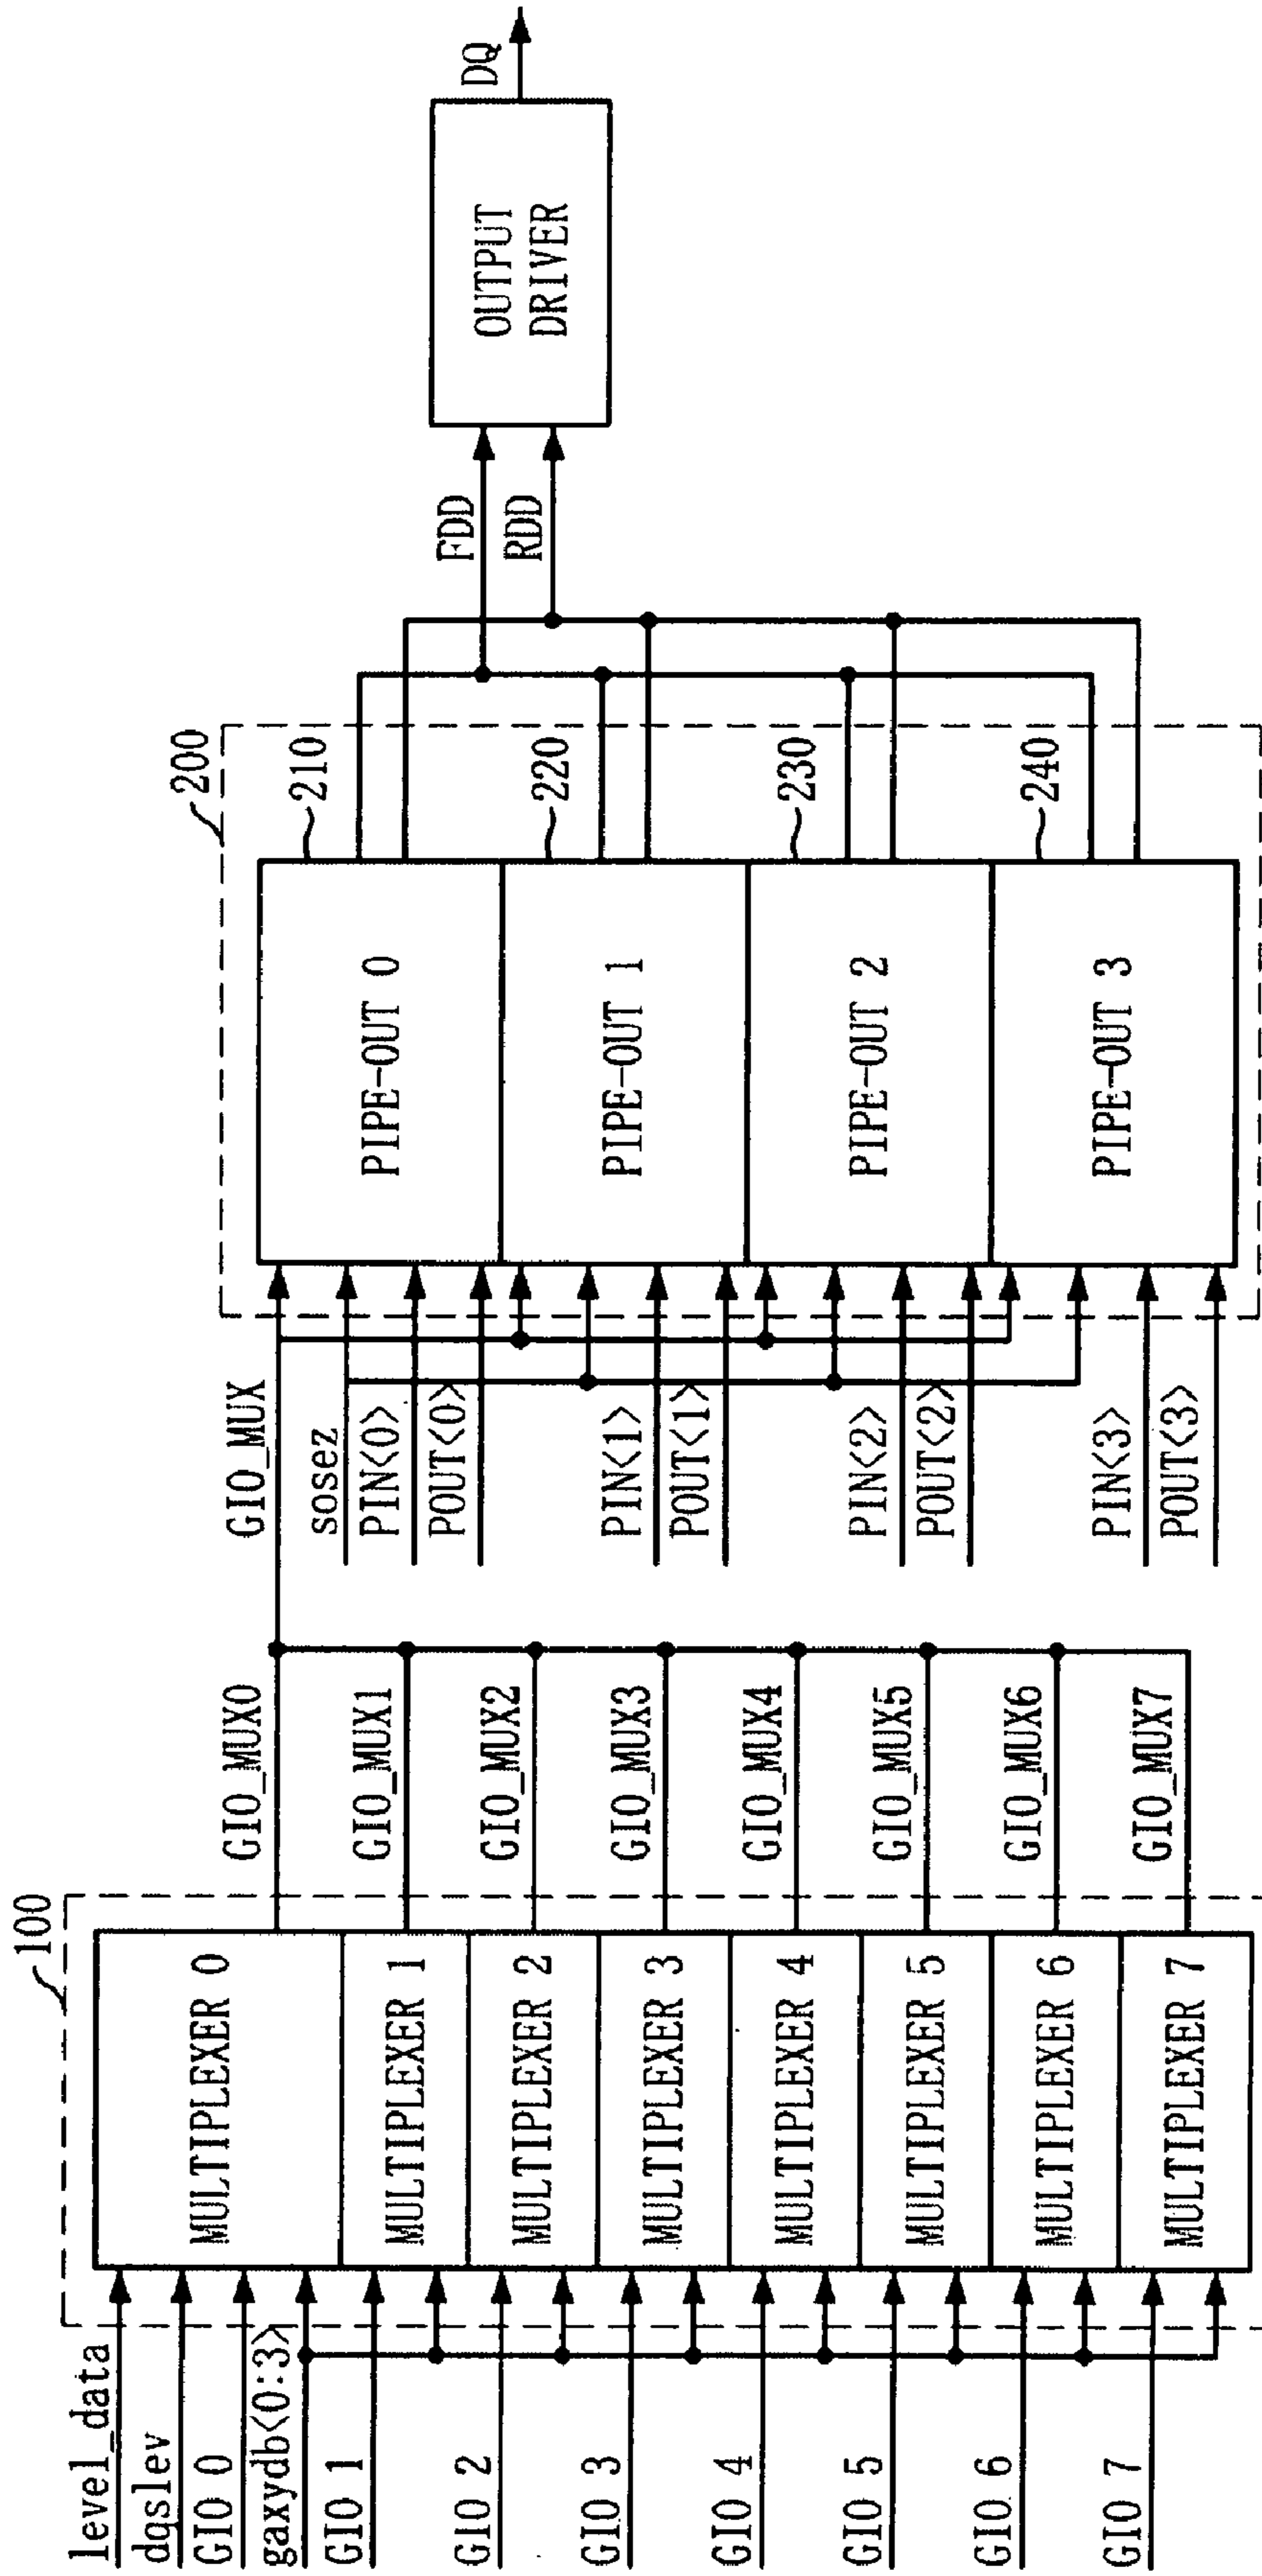 100
level_data
dqslev
GIO 0
gaxydb<0:3>
GIO 1
GIO 2
GIO 3
GIO 4
GIO 5
GIO 6
GIO 7
MULTIPLEXER 0
MULTIPLEXER 1
MULTIPLEXER 2
MULTIPLEXER 3
MULTIPLEXER 4
MULTIPLEXER 5
MULTIPLEXER 6
MULTIPLEXER 7
GIO_MUX0
GIO_MUX1
GIO_MUX2
GIO_MUX3
GIO_MUX4
GIO_MUX5
GIO_MUX6
GIO_MUX7
GIO_MUX
sosez
PIN<0>
POUT<0>
PIN<1>
POUT<1>
PIN<2>
POUT<2>
PIN<3>
POUT<3>
200
PIPE-OUT 0
210
PIPE-OUT 1
220
PIPE-OUT 2
230
PIPE-OUT 3
240
FDD
RDD
OUTPUT
DRIVER
DQ